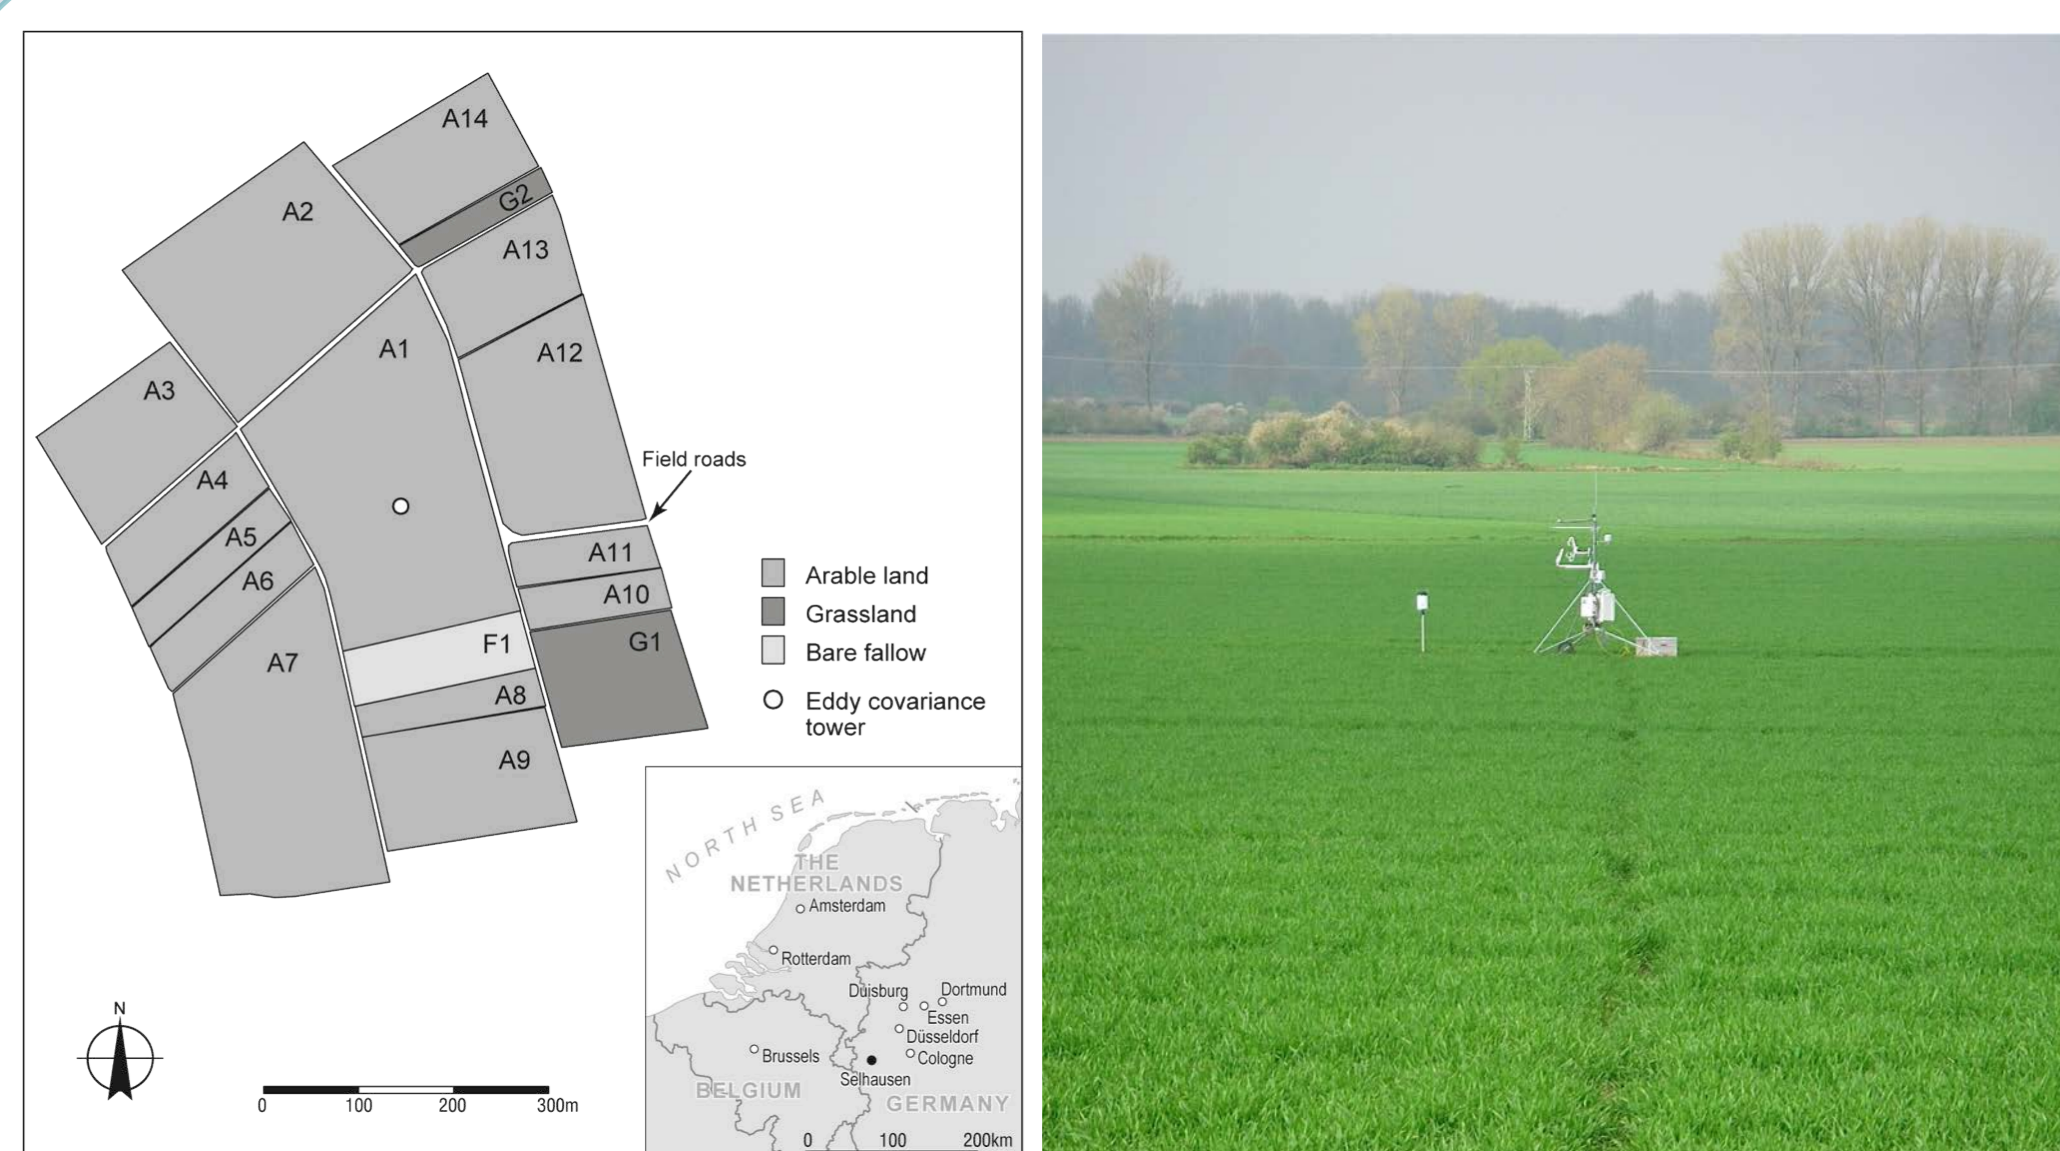 A14
G2
A2
A13
A1
A12
A3
Field roads
A4
A5
A11
A6
A10
F1
G1
A7
A8
A9
Arable land
Grassland
Bare fallow
Eddy covariance
tower
N
0 100 200 300m
NORTH SEA
THE
NETHERLANDS
Amsterdam
Rotterdam
Duisburg
Dortmund
Essen
Düsseldorf
Cologne
Brussels
Selhausen
BELGIUM
GERMANY
0 100 200km